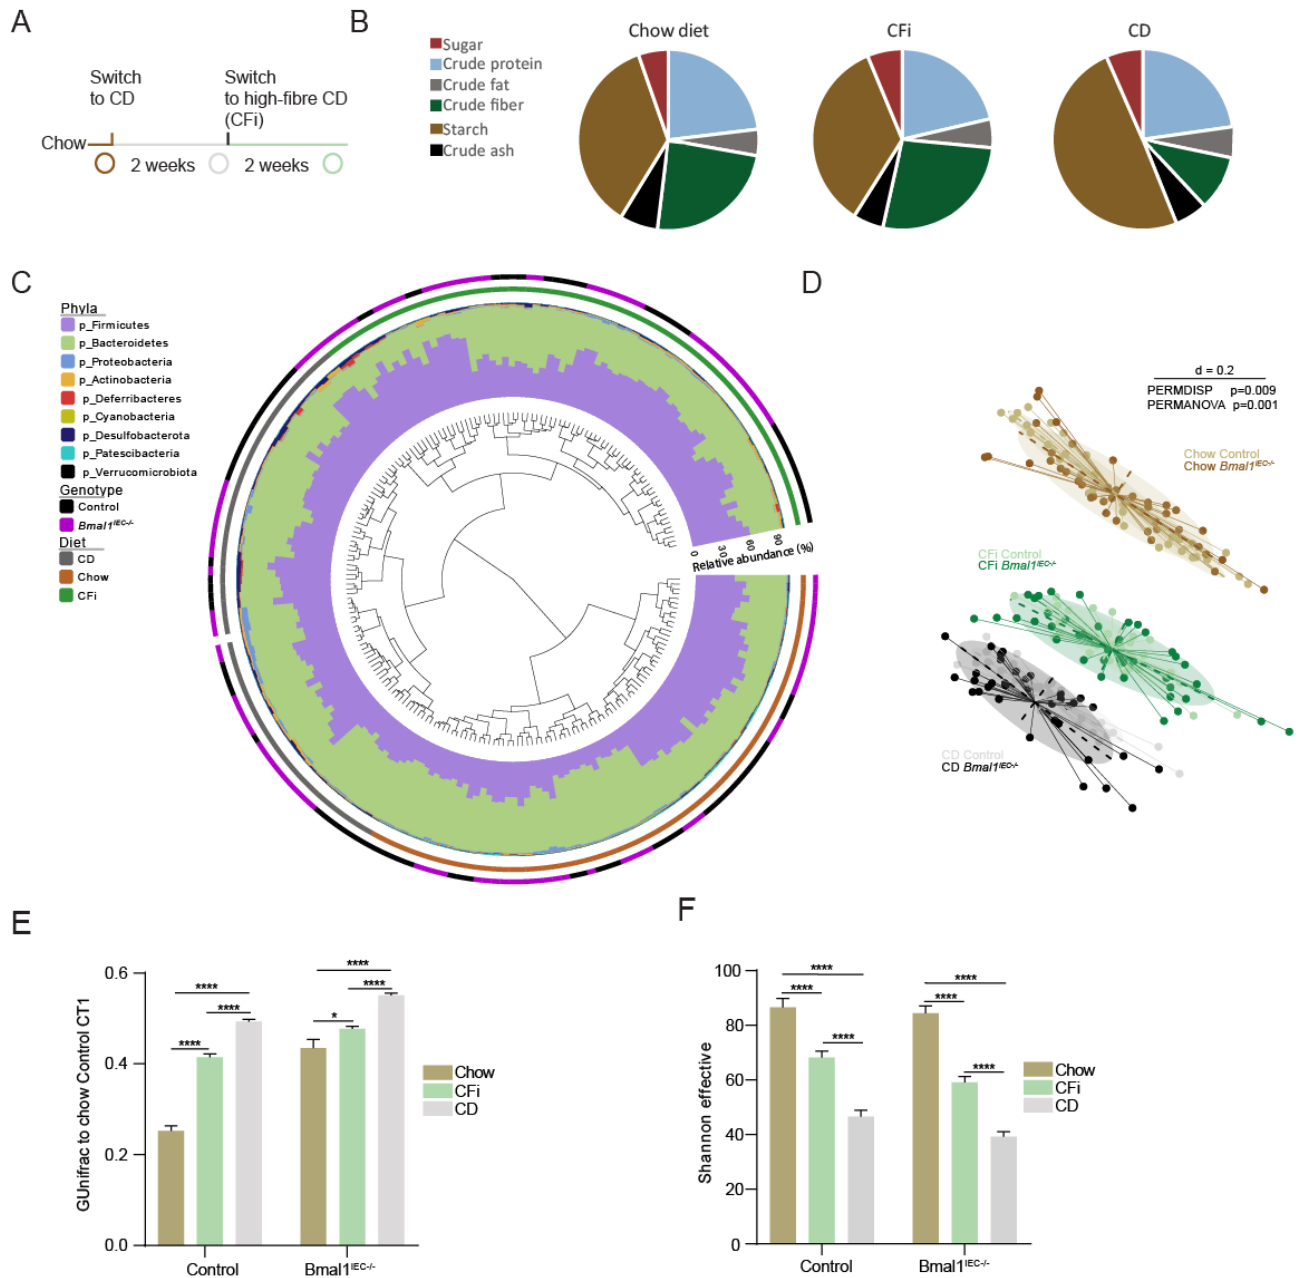 A
Switch
to CD
Switch
to high-fibre CD
(CFi)
Chow
2 weeks
2 weeks
B
Sugar
Crude protein
Crude fat
Crude fiber
Starch
Crude ash
Chow diet
CFi
CD
C
Phyla
p_Firmicutes
p_Bacteroidetes
p_Proteobacteria
p_Actinobacteria
p_Deferribacteres
p_Cyanobacteria
p_Desulfobacterota
p_Patescibacteria
p_Verrucomicrobiota
Genotype
Control
Bmal1IEC-/-
Diet
CD
Chow
CFi
0 30 60 90
Relative abundance (%)
D
d = 0.2
PERMDISP p=0.009
PERMANOVA p=0.001
Chow Control
Chow Bmal1IEC-/-
CFi Control
CFi Bmal1IEC-/-
CD Control
CD Bmal1IEC-/-
E
GUnifrac to chow Control CT1
0.6
0.4
0.2
0.0
****
****
****
****
****
*
Control
Bmal1IEC-/-
Chow
CFi
CD
F
Shannon effective
100
80
60
40
20
0
****
****
****
****
****
****
Control
Bmal1IEC-/-
Chow
CFi
CD